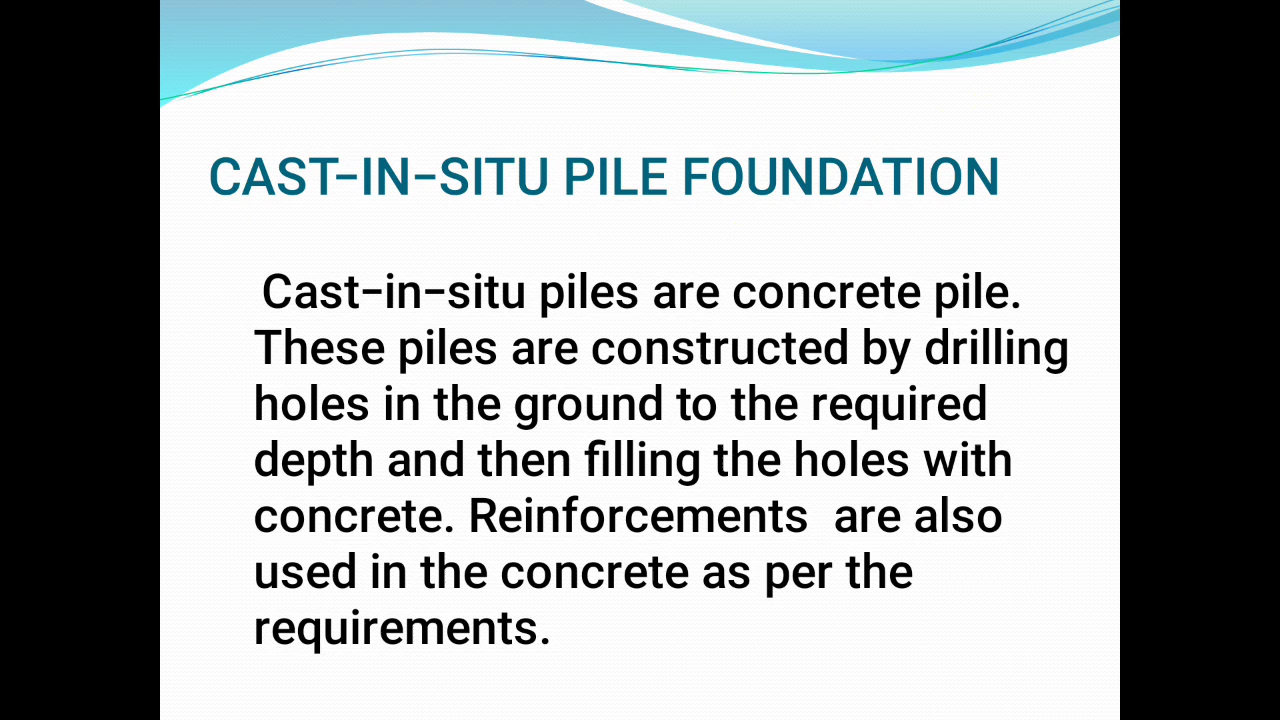 CAST-IN-SITU PILE FOUNDATION
Cast-in-situ piles are concrete pile.
These piles are constructed by drilling
holes in the ground to the required
depth and then filling the holes with
concrete. Reinforcements  are also
used in the concrete as per the
requirements.